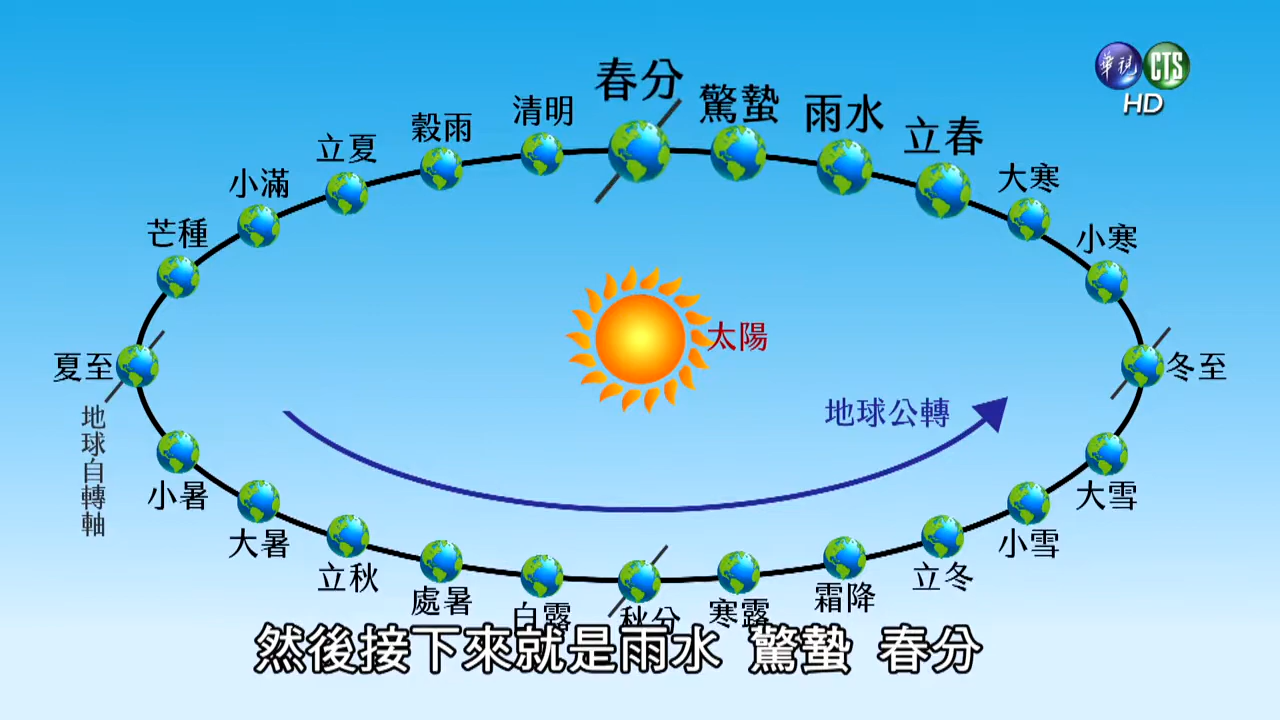 華視 CTS
HD
春分
驚蟄
雨水
立春
清明
穀雨
立夏
大寒
小滿
小寒
芒種
太陽
夏至
冬至
地球公轉
地球自轉軸
小暑
大雪
大暑
小雪
立秋
立冬
處暑
霜降
白露
秋分
寒露
然後接下來就是雨水 驚蟄 春分